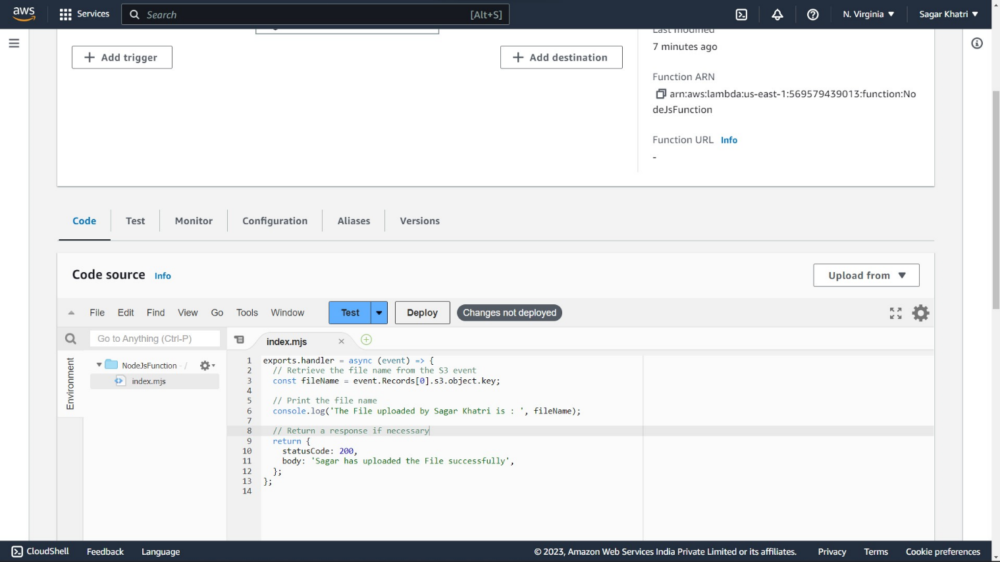 aws
Services
Search [Alt+S]
N. Virginia ▼
Sagar Khatri ▼
Last modified
7 minutes ago
+ Add trigger
+ Add destination
Function ARN
arn:aws:lambda:us-east-1:569579439013:function:No
deJsFunction
Function URL Info
-
Code
Test
Monitor
Configuration
Aliases
Versions
Code source Info
Upload from ▼
File Edit Find View Go Tools Window
Test
Deploy
Changes not deployed
Go to Anything (Ctrl-P)
index.mjs
Environment
NodeJsFunction - /
index.mjs
1 exports.handler = async (event) => {
2 // Retrieve the file name from the S3 event
3 const fileName = event.Records[0].s3.object.key;
4
5 // Print the file name
6 console.log('The File uploaded by Sagar Khatri is : ', fileName);
7
8 // Return a response if necessary
9 return {
10 statusCode: 200,
11 body: 'Sagar has uploaded the File successfully',
12 };
13 };
14
CloudShell
Feedback
Language
© 2023, Amazon Web Services India Private Limited or its affiliates.
Privacy
Terms
Cookie preferences